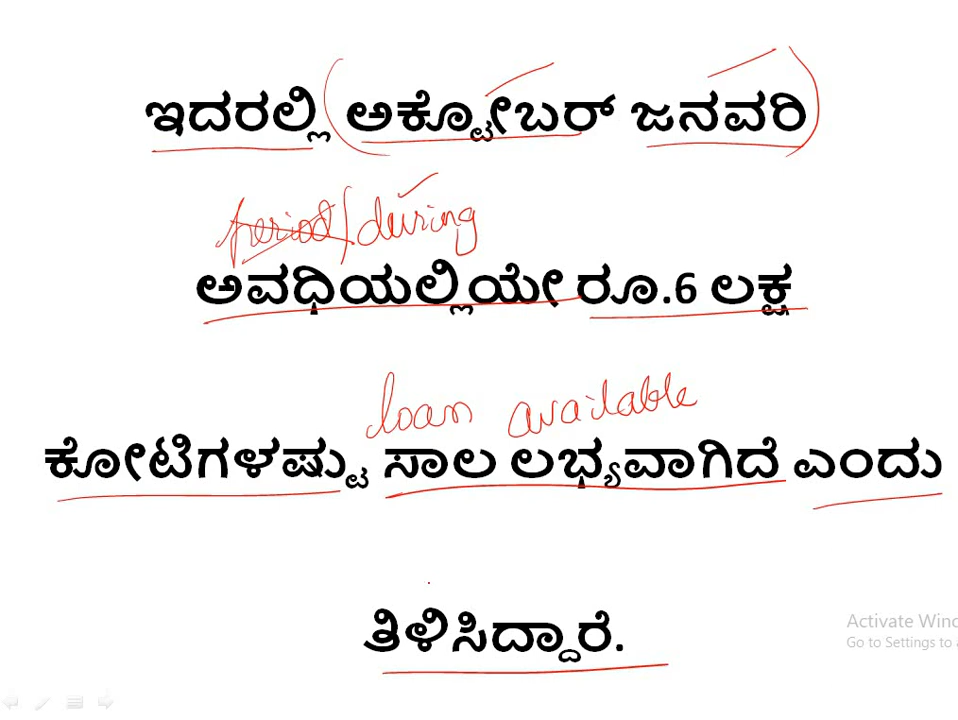 ಇದರಲ್ಲಿ ಅಕ್ಟೋಬರ್ ಜನವರಿ
period/during
ಅವಧಿಯಲ್ಲಿಯೇ ರೂ.6 ಲಕ್ಷ
loan available
ಕೋಟಿಗಳಷ್ಟು ಸಾಲ ಲಭ್ಯವಾಗಿದೆ ಎಂದು
ತಿಳಿಸಿದ್ದಾರೆ.
Activate Wind
Go to Settings to a